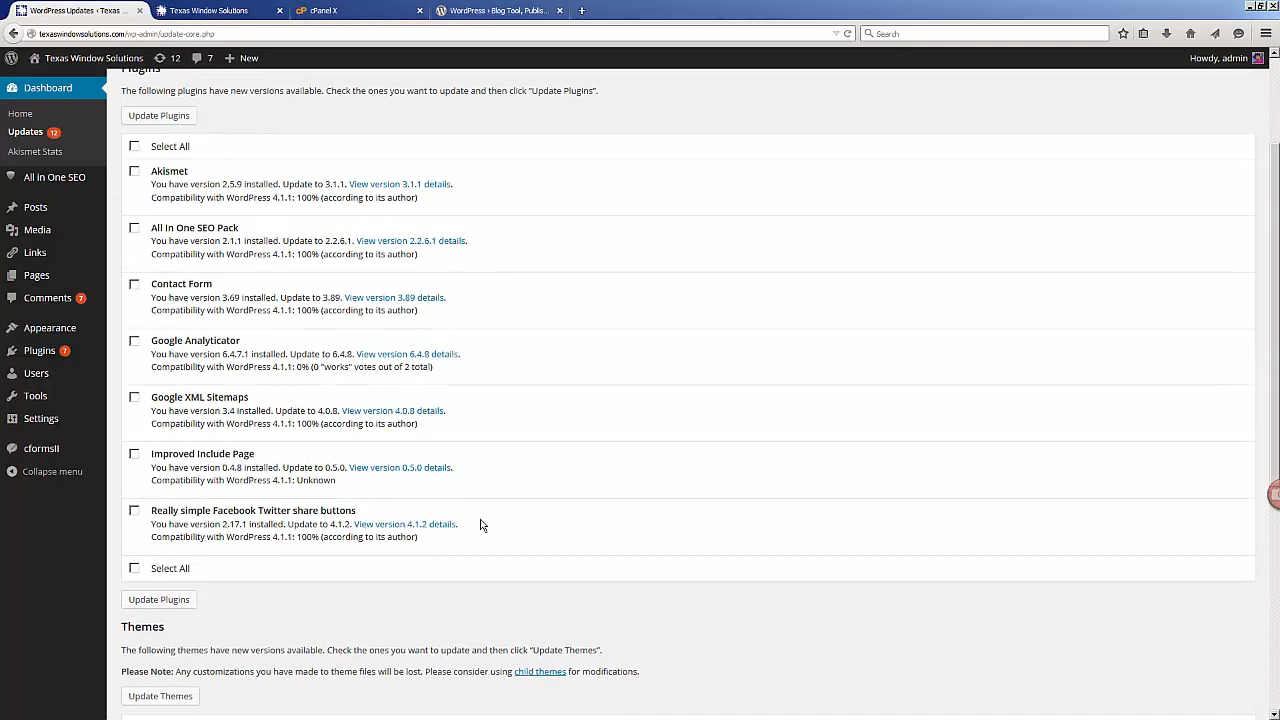 WordPress Updates ‹ Texas ...
Texas Window Solutions
cPanel X
WordPress › Blog Tool, Publis...
texaswindowsolutions.com/wp-admin/update-core.php
Search
Texas Window Solutions
12
7
New
Howdy, admin
Dashboard
Home
Updates 12
Akismet Stats
All in One SEO
Posts
Media
Links
Pages
Comments 7
Appearance
Plugins 7
Users
Tools
Settings
cformsII
Collapse menu
Plugins
The following plugins have new versions available. Check the ones you want to update and then click “Update Plugins”.
Update Plugins
Select All
Akismet
You have version 2.5.9 installed. Update to 3.1.1. View version 3.1.1 details.
Compatibility with WordPress 4.1.1: 100% (according to its author)
All In One SEO Pack
You have version 2.1.1 installed. Update to 2.2.6.1. View version 2.2.6.1 details.
Compatibility with WordPress 4.1.1: 100% (according to its author)
Contact Form
You have version 3.69 installed. Update to 3.89. View version 3.89 details.
Compatibility with WordPress 4.1.1: 100% (according to its author)
Google Analyticator
You have version 6.4.7.1 installed. Update to 6.4.8. View version 6.4.8 details.
Compatibility with WordPress 4.1.1: 0% (0 "works" votes out of 2 total)
Google XML Sitemaps
You have version 3.4 installed. Update to 4.0.8. View version 4.0.8 details.
Compatibility with WordPress 4.1.1: 100% (according to its author)
Improved Include Page
You have version 0.4.8 installed. Update to 0.5.0. View version 0.5.0 details.
Compatibility with WordPress 4.1.1: Unknown
Really simple Facebook Twitter share buttons
You have version 2.17.1 installed. Update to 4.1.2. View version 4.1.2 details.
Compatibility with WordPress 4.1.1: 100% (according to its author)
Select All
Update Plugins
Themes
The following themes have new versions available. Check the ones you want to update and then click “Update Themes”.
Please Note: Any customizations you have made to theme files will be lost. Please consider using child themes for modifications.
Update Themes